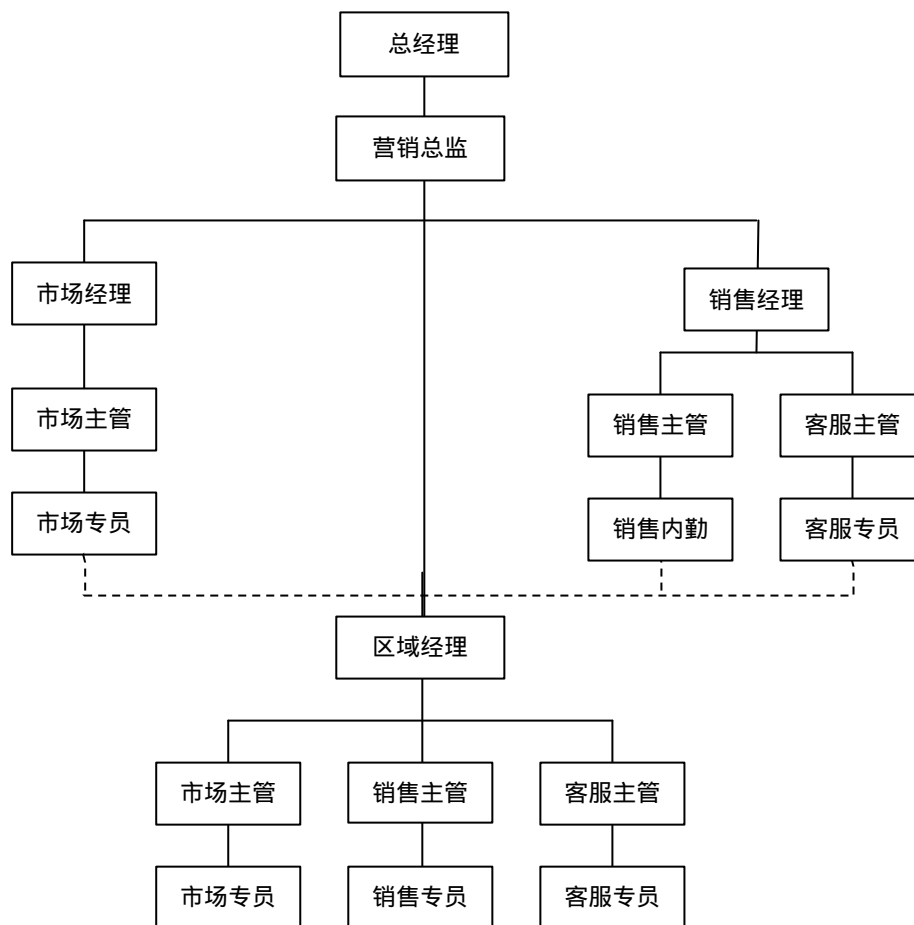 总经理
营销总监
市场经理
销售经理
市场主管
销售主管
客服主管
市场专员
销售内勤
客服专员
区域经理
市场主管
销售主管
客服主管
市场专员
销售专员
客服专员